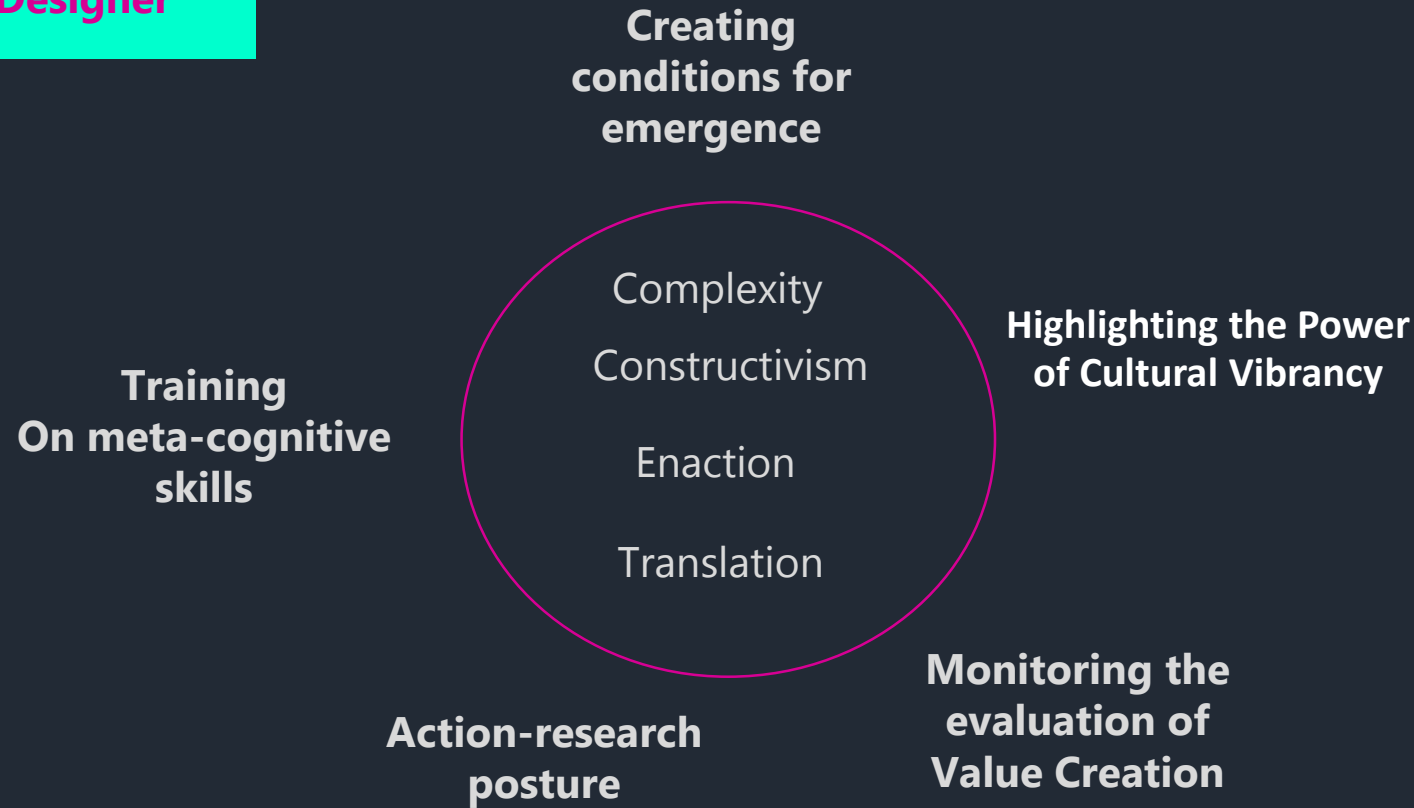 Designer
Creating
conditions for
emergence
Complexity
Constructivism
Enaction
Translation
Highlighting the Power
of Cultural Vibrancy
Training
On meta-cognitive
skills
Monitoring the
evaluation of
Value Creation
Action-research
posture